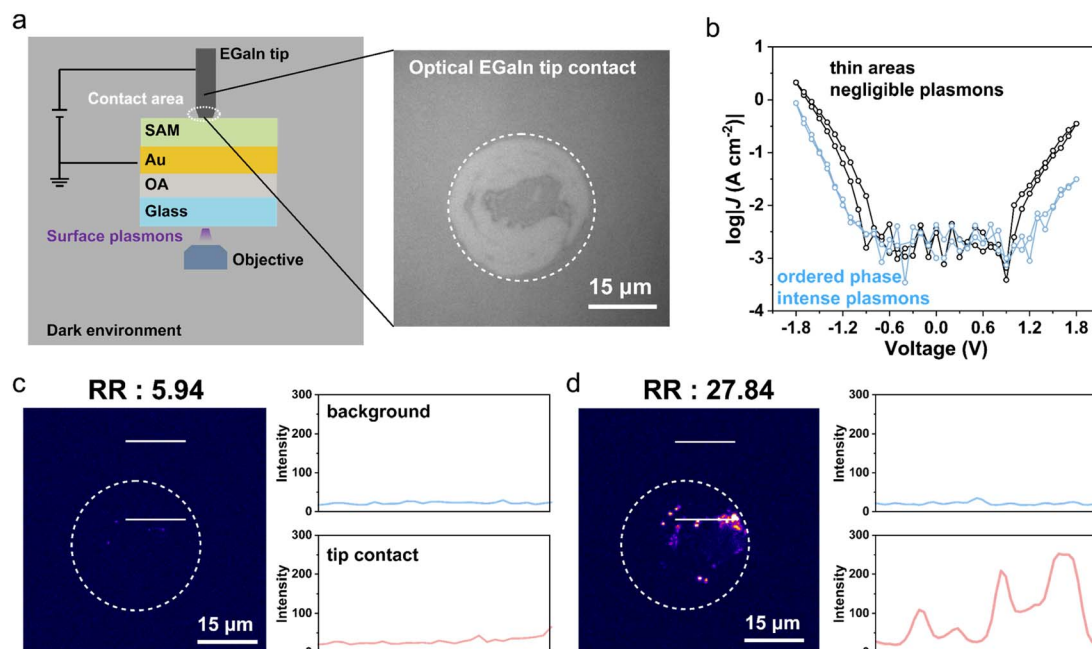 a
EGaIn tip
Contact area
SAM
Au
OA
Glass
Surface plasmons
Objective
Dark environment
Optical EGaIn tip contact
15 μm
b
thin areas
negligible plasmons
ordered phase
intense plasmons
log|J (A cm-2)|
1
0
-1
-2
-3
-4
-1.8 -1.2 -0.6 0.0 0.6 1.2 1.8
Voltage (V)
c
RR : 5.94
15 μm
background
Intensity
300
200
100
0
tip contact
Intensity
300
200
100
0
d
RR : 27.84
15 μm
Intensity
300
200
100
0
Intensity
300
200
100
0